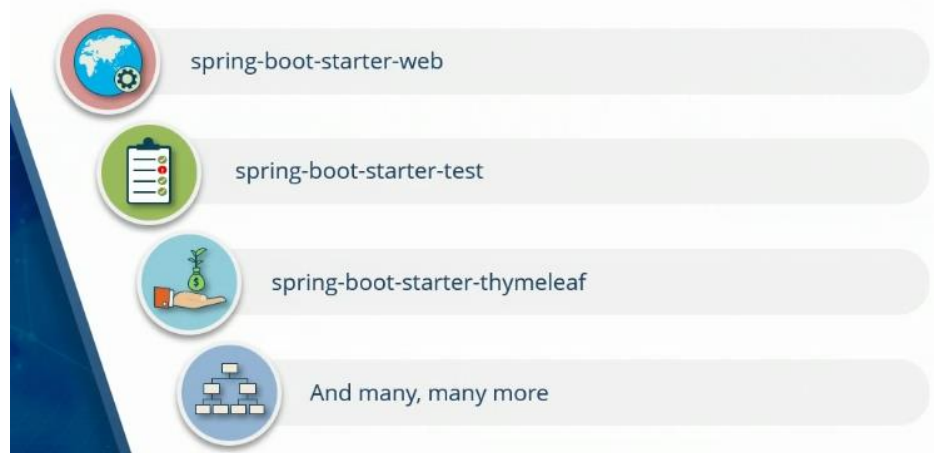 spring-boot-starter-web
spring-boot-starter-test
spring-boot-starter-thymeleaf
And many, many more